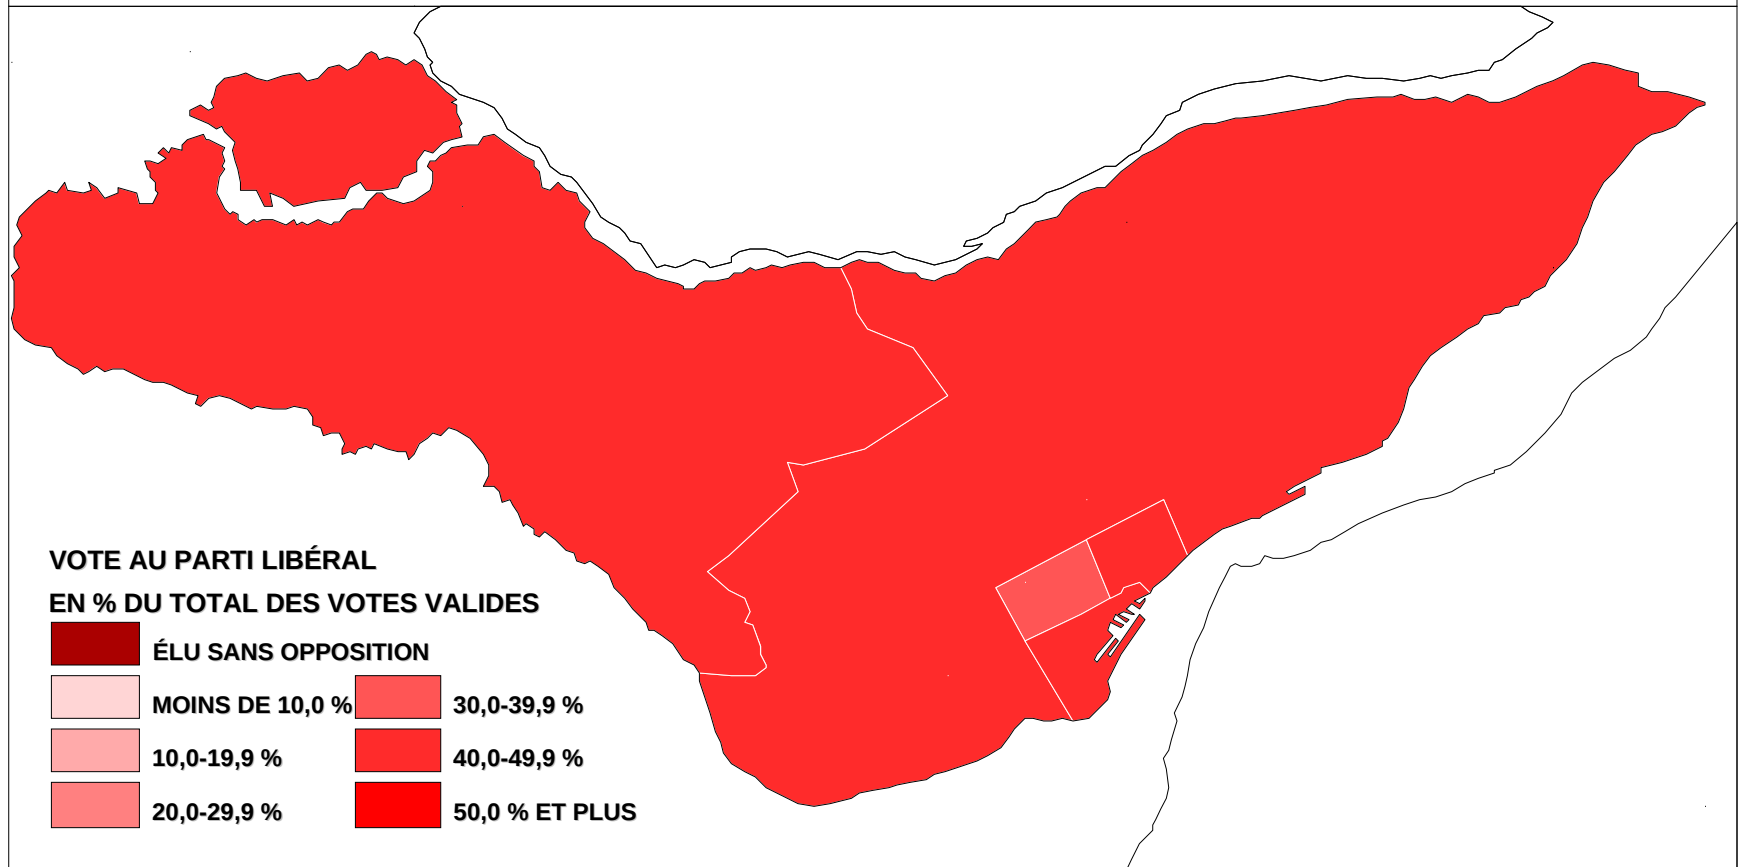 VOTE AU PARTI LIBÉRAL
EN % DU TOTAL DES VOTES VALIDES
ÉLU SANS OPPOSITION
MOINS DE 10,0 %
30,0-39,9 %
10,0-19,9 %
40,0-49,9 %
20,0-29,9 %
50,0 % ET PLUS